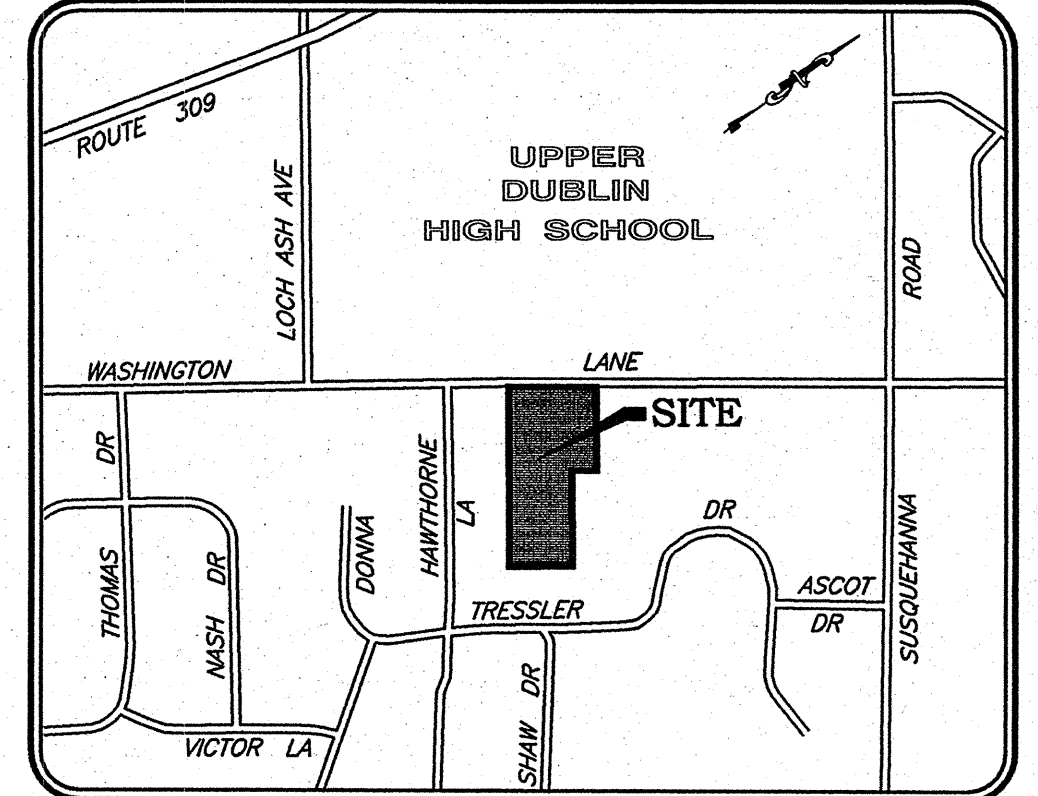 ROUTE 309
LOCH ASH AVE
UPPER
DUBLIN
HIGH SCHOOL
ROAD
WASHINGTON
LANE
SITE
DR
THOMAS
NASH DR
DONNA
HAWTHORNE
LA
DR
TRESSLER
ASCOT
DR
SUSQUEHANNA
SHAW DR
VICTOR LA